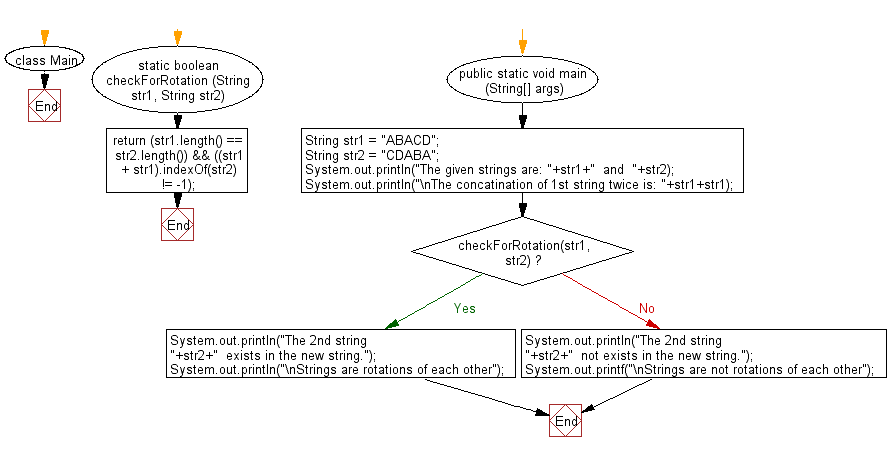 class Main
End
static boolean
checkForRotation (String
str1, String str2)
return (str1.length() ==
str2.length()) && ((str1
+ str1).indexOf(str2)
!= -1);
End
public static void main
(String[] args)
String str1 = "ABACD";
String str2 = "CDABA";
System.out.println("The given strings are: "+str1+"  and  "+str2);
System.out.println("\nThe concatination of 1st string twice is: "+str1+str1);
checkForRotation(str1,
str2) ?
Yes
No
System.out.println("The 2nd string
"+str2+"  exists in the new string.");
System.out.println("\nStrings are rotations of each other");
System.out.println("The 2nd string
"+str2+"  not exists in the new string.");
System.out.printf("\nStrings are not rotations of each other");
End